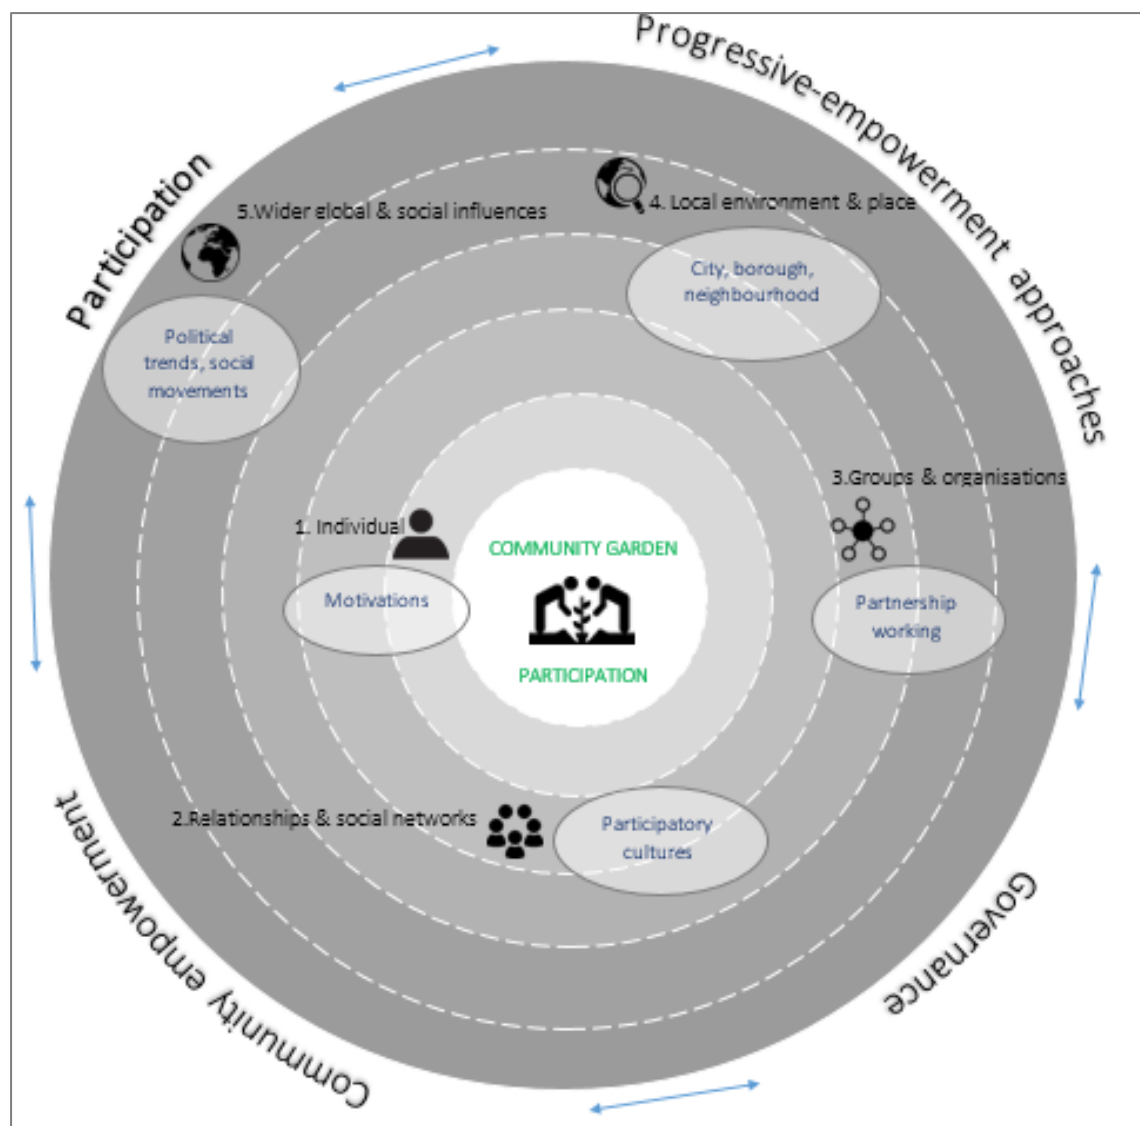 Progressive-empowerment approaches
Participation
5.Wider global & social influences
4. Local environment & place
City, borough,
neighbourhood
Political
trends, social
movements
3.Groups & organisations
1. Individual
COMMUNITY GARDEN
Motivations
Partnership
working
PARTICIPATION
2.Relationships & social networks
Participatory
cultures
Community empowerment
Governance